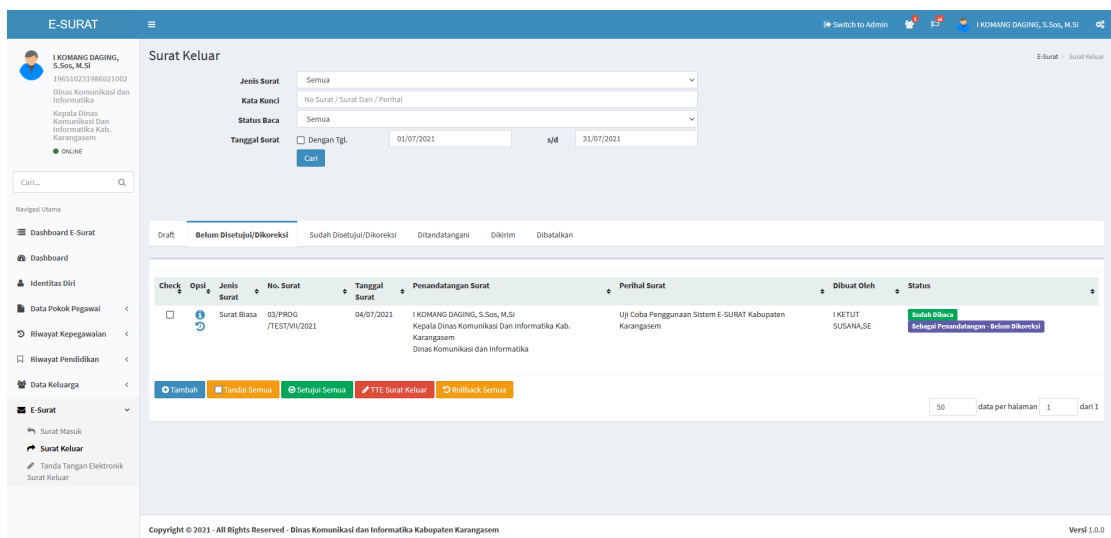 E-SURAT
Switch to Admin
I KOMANG DAGING, S.Sos, M.Si
I KOMANG DAGING,
S.Sos, M.Si
196510231986021002
Dinas Komunikasi dan
Informatika
Kepala Dinas
Komunikasi Dan
Informatika Kab.
Karangasem
ONLINE
Cari...
Navigasi Utama
Dashboard E-Surat
Dashboard
Identitas Diri
Data Pokok Pegawai
Riwayat Kepegawaian
Riwayat Pendidikan
Data Keluarga
E-Surat
Surat Masuk
Surat Keluar
Tanda Tangan Elektronik
Surat Keluar
Surat Keluar
E-Surat > Surat Keluar
Jenis Surat Semua
Kata Kunci No Surat / Surat Dari / Perihal
Status Baca Semua
Tanggal Surat Dengan Tgl. 01/07/2021 s/d 31/07/2021
Cari
Draft Belum Disetujui/Dikoreksi Sudah Disetujui/Dikoreksi Ditandatangani Dikirim Dibatalkan
Check Opsi Jenis No. Surat Tanggal Penandatangan Surat Perihal Surat Dibuat Oleh Status
Surat Surat
Surat Biasa 03/PROG 04/07/2021 I KOMANG DAGING, S.Sos, M.Si Uji Coba Penggunaan Sistem E-SURAT Kabupaten I KETUT Sudah Dibaca
/TEST/VII/2021 Kepala Dinas Komunikasi Dan Informatika Kab. Karangasem SUSANA,SE Sebagai Penandatangan - Belum Dikoreksi
Karangasem
Dinas Komunikasi dan Informatika
Tambah Tandai Semua Setujui Semua TTE Surat Keluar Rollback Semua
50 data per halaman 1 dari 1
Copyright © 2021 - All Rights Reserved - Dinas Komunikasi dan Informatika Kabupaten Karangasem
Versi 1.0.0